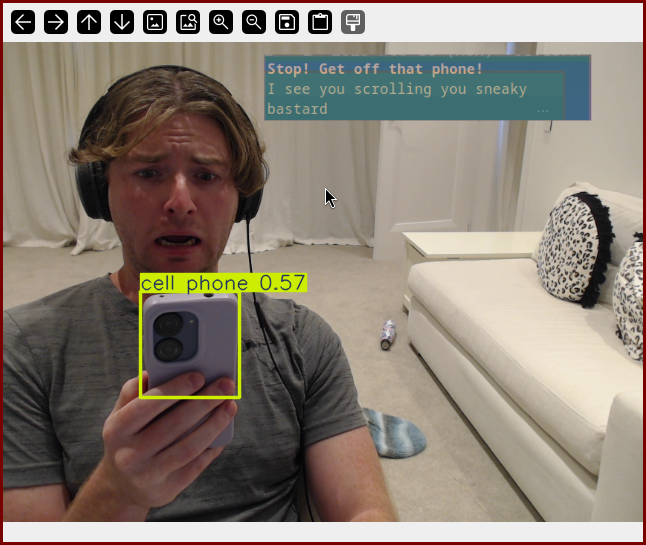 Stop! Get off that phone!
I see you scrolling you sneaky
bastard
...
cell phone 0.57